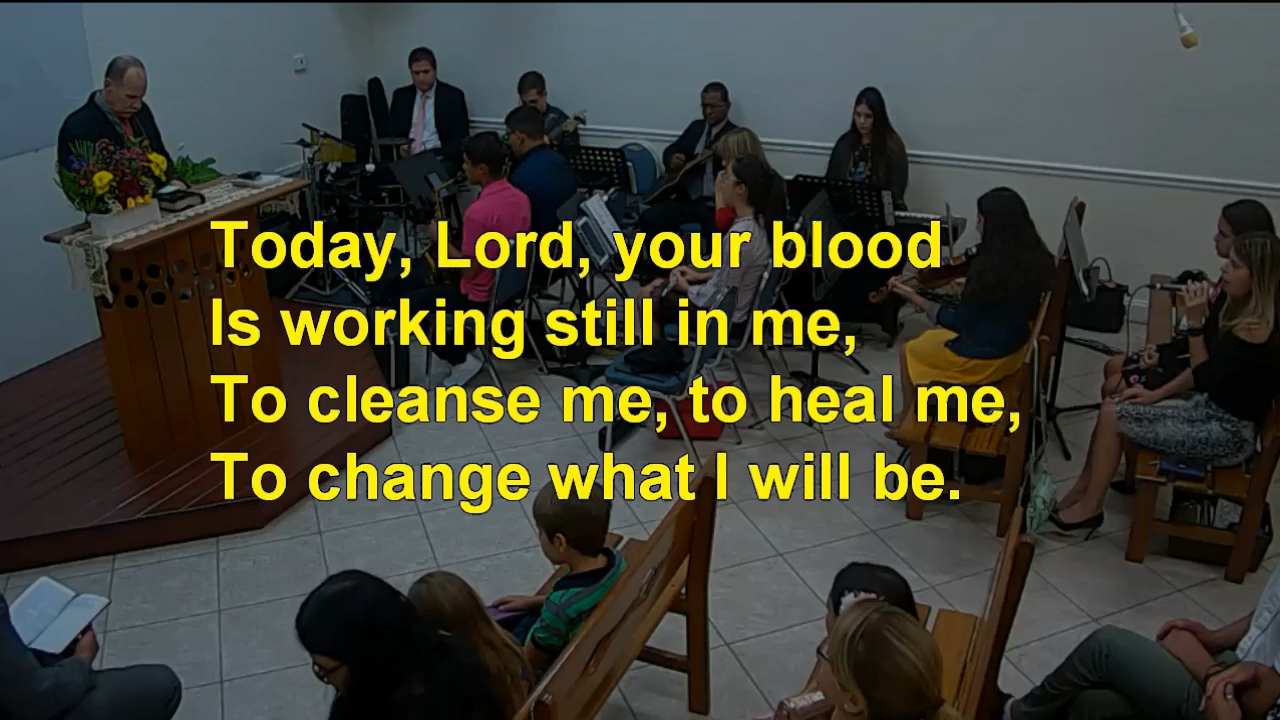 Today, Lord, your blood
Is working still in me,
To cleanse me, to heal me,
To change what I will be.